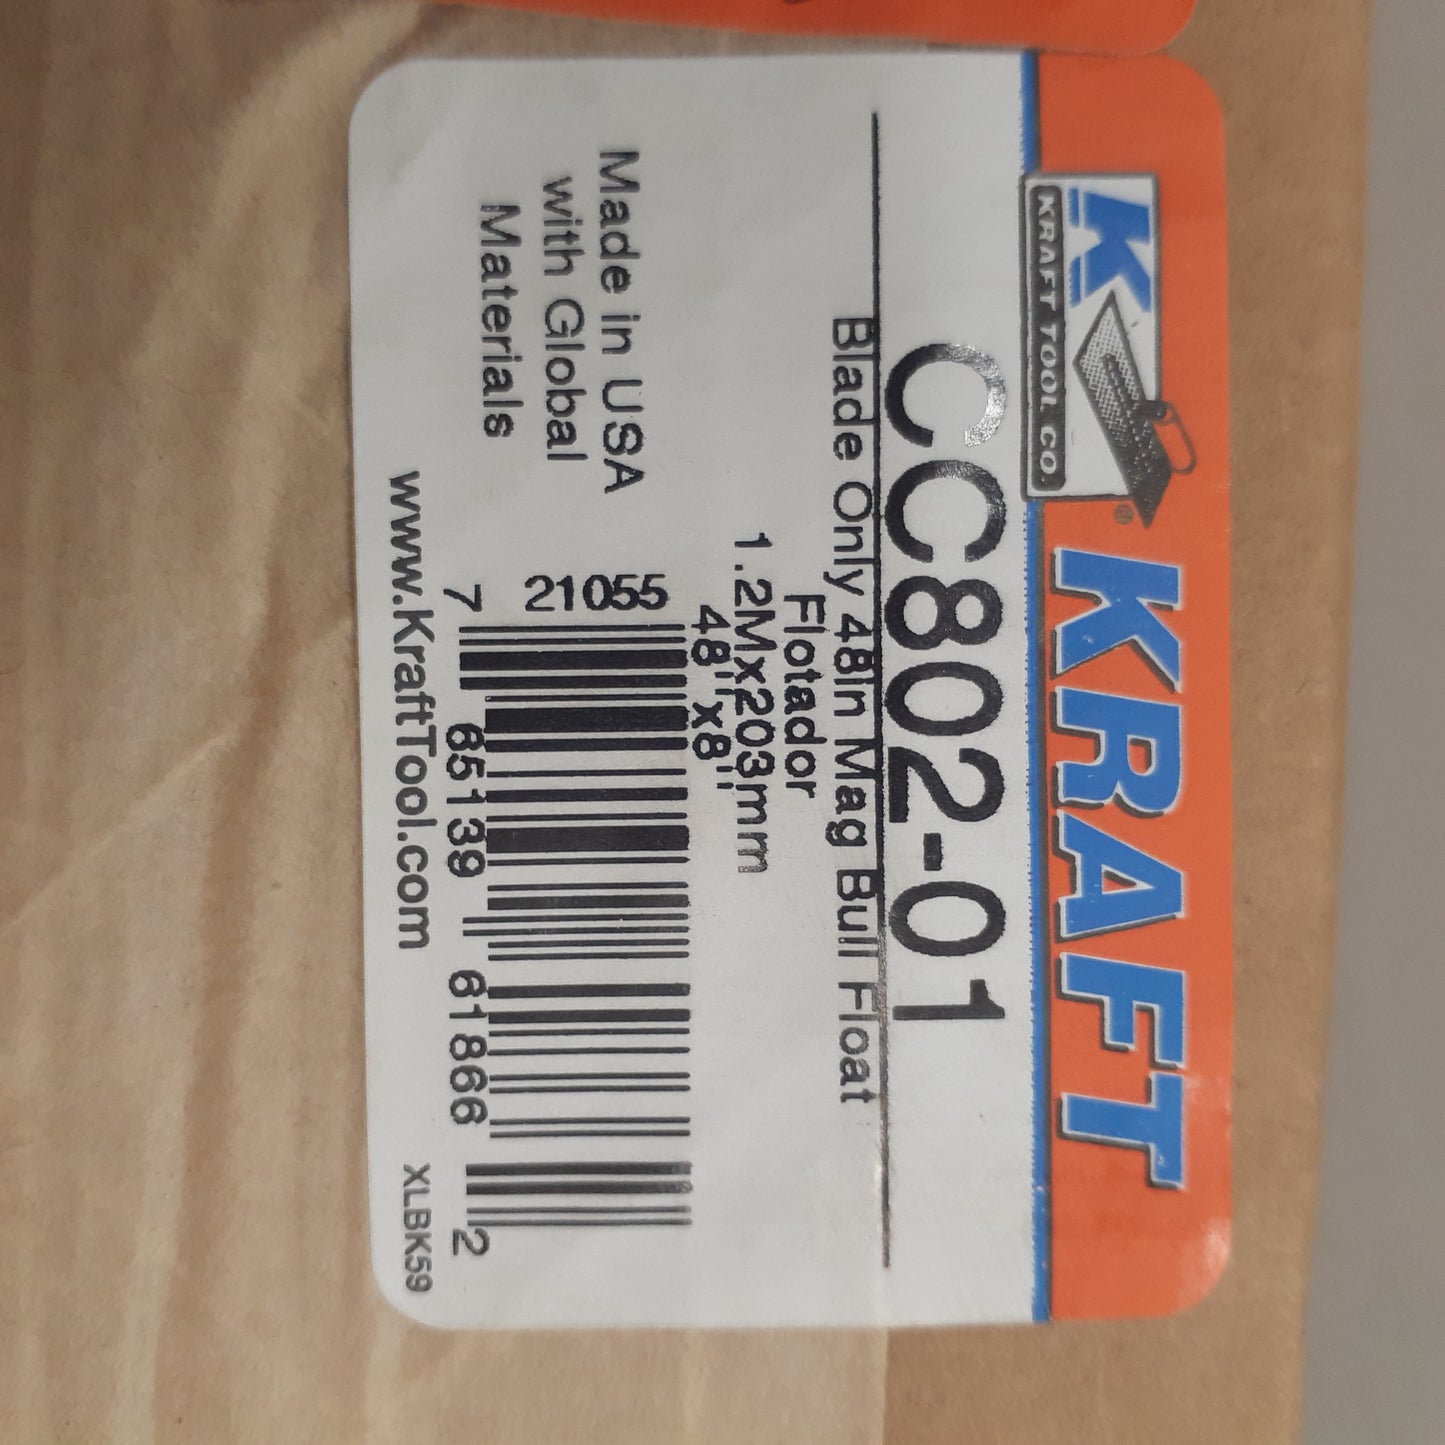 KRAFT TOOL CO.®
KRAFT
CC802-01
Blade Only 48in Mag Bull Float
Flotador
1.2Mx203mm
48"x8"
Made in USA
with Global
Materials
21055
7 65139 61866 2
www.KraftTool.com
XLBK59